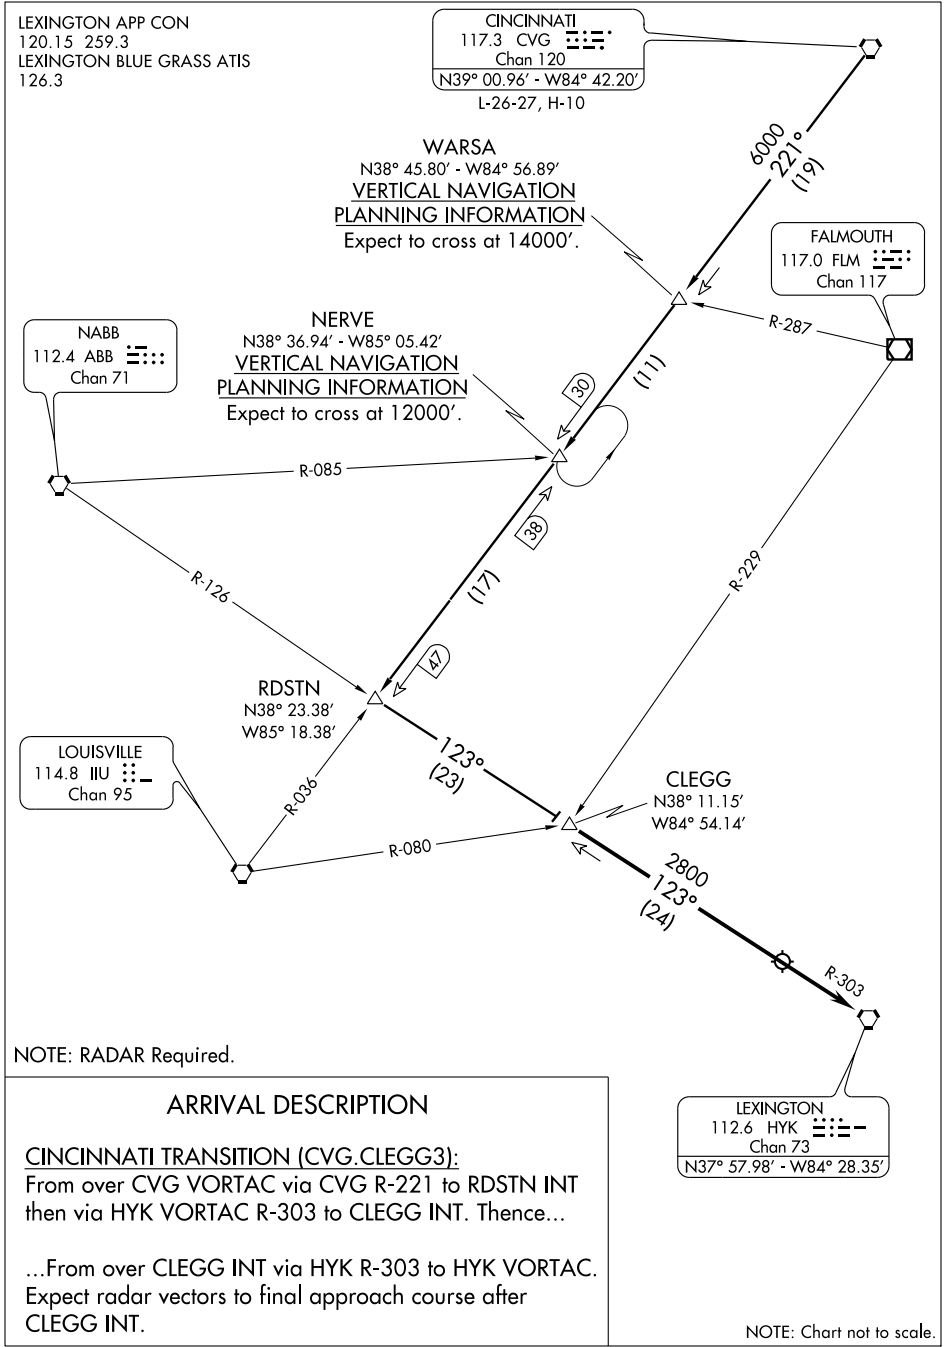 LEXINGTON APP CON
120.15 259.3
LEXINGTON BLUE GRASS ATIS
126.3
CINCINNATI
117.3 CVG
Chan 120
N39° 00.96' - W84° 42.20'
L-26-27, H-10
6000
221°
(19)
WARSA
N38° 45.80' - W84° 56.89'
VERTICAL NAVIGATION
PLANNING INFORMATION
Expect to cross at 14000'.
FALMOUTH
117.0 FLM
Chan 117
R-287
NERVE
N38° 36.94' - W85° 05.42'
VERTICAL NAVIGATION
PLANNING INFORMATION
Expect to cross at 12000'.
(11)
30
NABB
112.4 ABB
Chan 71
R-085
38
R-126
(17)
R-229
47
RDSTN
N38° 23.38'
W85° 18.38'
LOUISVILLE
114.8 IIU
Chan 95
R-036
123°
(23)
R-080
CLEGG
N38° 11.15'
W84° 54.14'
2800
123°
(24)
R-303
NOTE: RADAR Required.
LEXINGTON
112.6 HYK
Chan 73
N37° 57.98' - W84° 28.35'
ARRIVAL DESCRIPTION
CINCINNATI TRANSITION (CVG.CLEGG3):
From over CVG VORTAC via CVG R-221 to RDSTN INT
then via HYK VORTAC R-303 to CLEGG INT. Thence...
...From over CLEGG INT via HYK R-303 to HYK VORTAC.
Expect radar vectors to final approach course after
CLEGG INT.
NOTE: Chart not to scale.